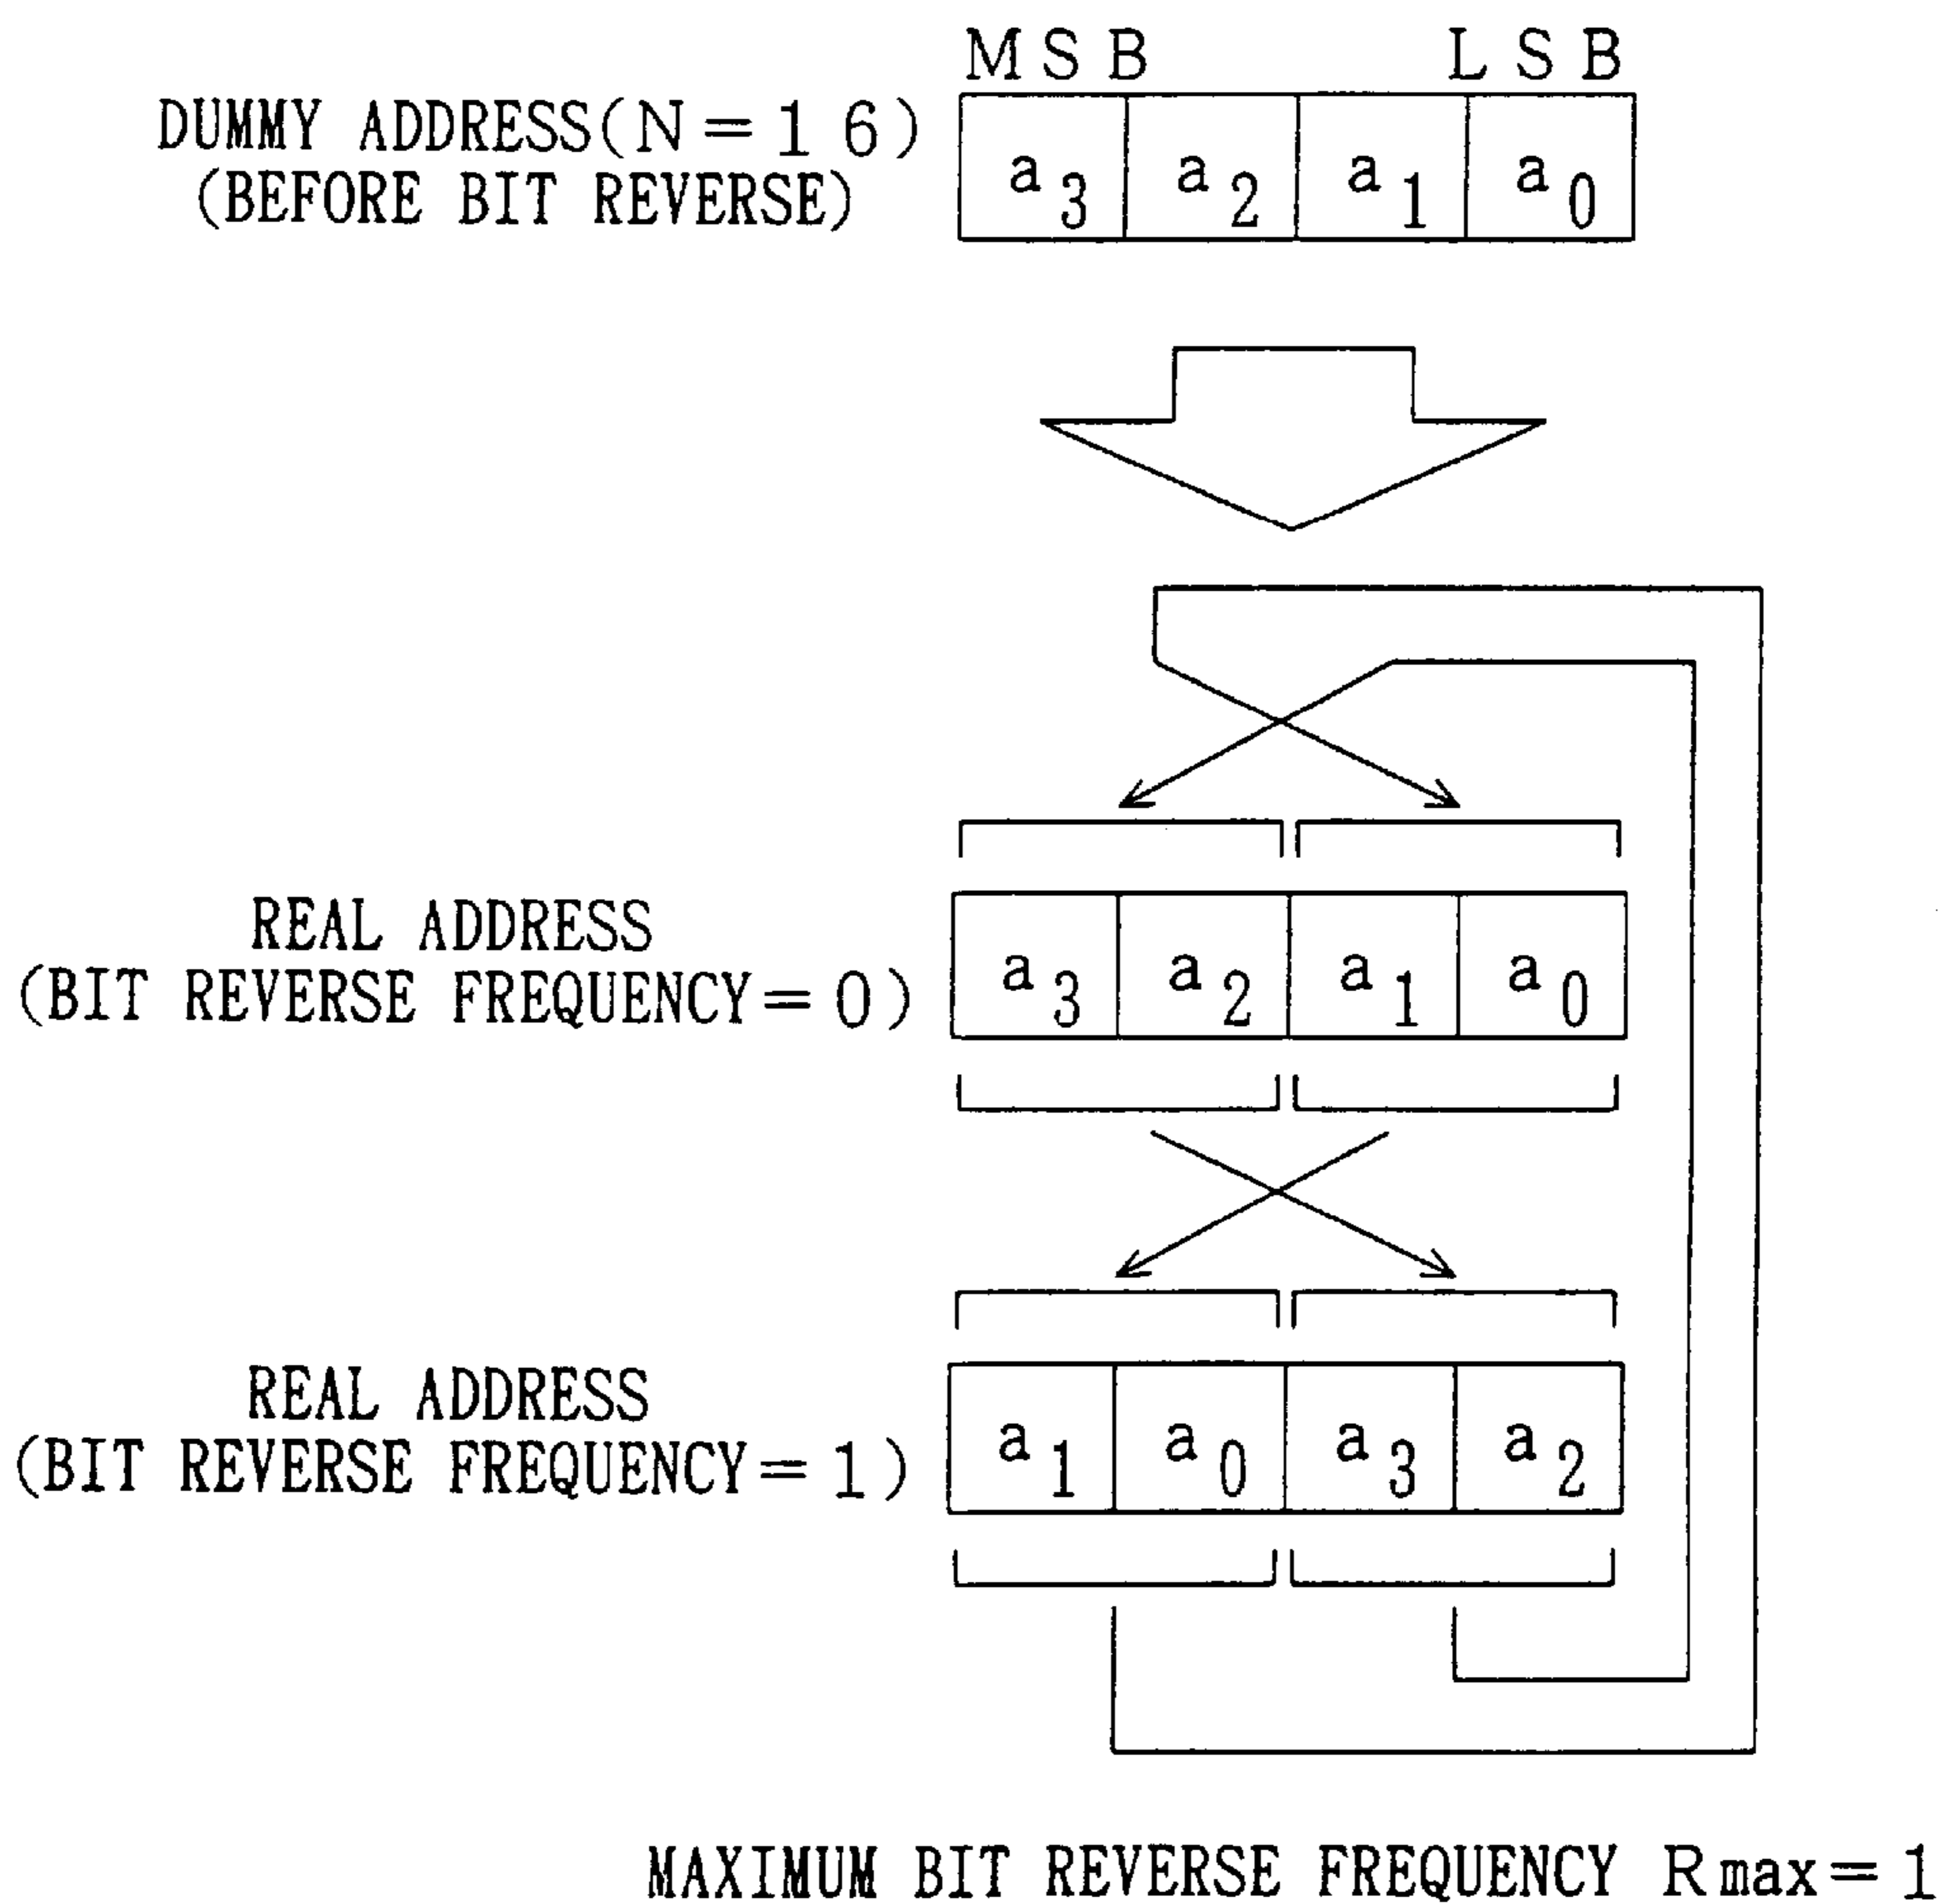 MSB LSB
DUMMY ADDRESS(N=16)
(BEFORE BIT REVERSE)
a3 a2 a1 a0
REAL ADDRESS
(BIT REVERSE FREQUENCY=0)
a3 a2 a1 a0
REAL ADDRESS
(BIT REVERSE FREQUENCY=1)
a1 a0 a3 a2
MAXIMUM BIT REVERSE FREQUENCY Rmax=1